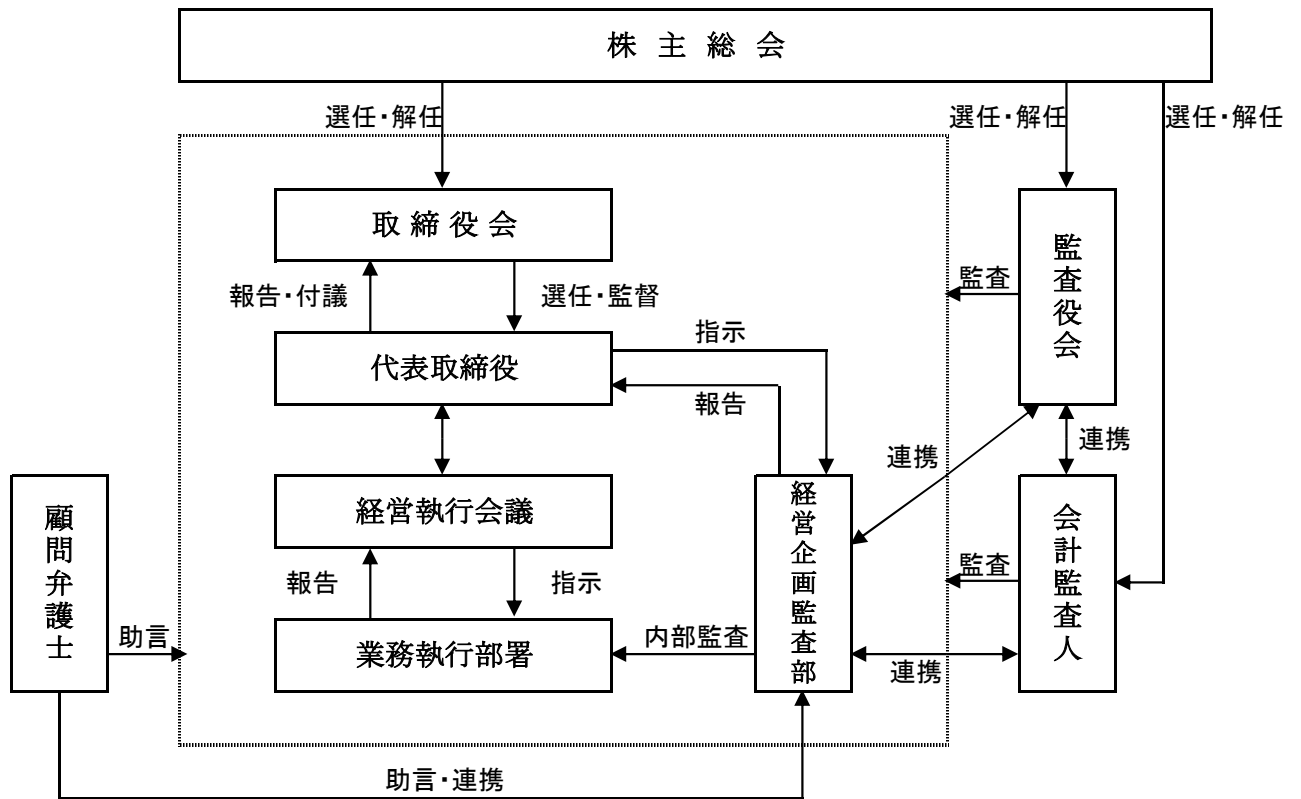 株主総会
選任・解任
選任・解任
選任・解任
取締役会
監査役会
監査
報告・付議
選任・監督
指示
代表取締役
報告
連携
連携
経営執行会議
経営企画監査部
会計監査人
顧問弁護士
報告
指示
監査
助言
業務執行部署
内部監査
連携
助言・連携